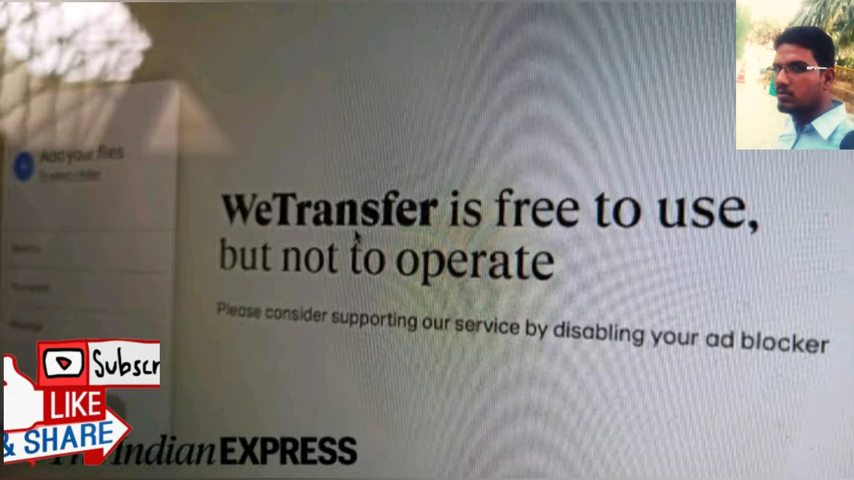 Add your files
WeTransfer is free to use,
but not to operate
Please consider supporting our service by disabling your ad blocker
Subscr
LIKE
& SHARE
Indian EXPRESS